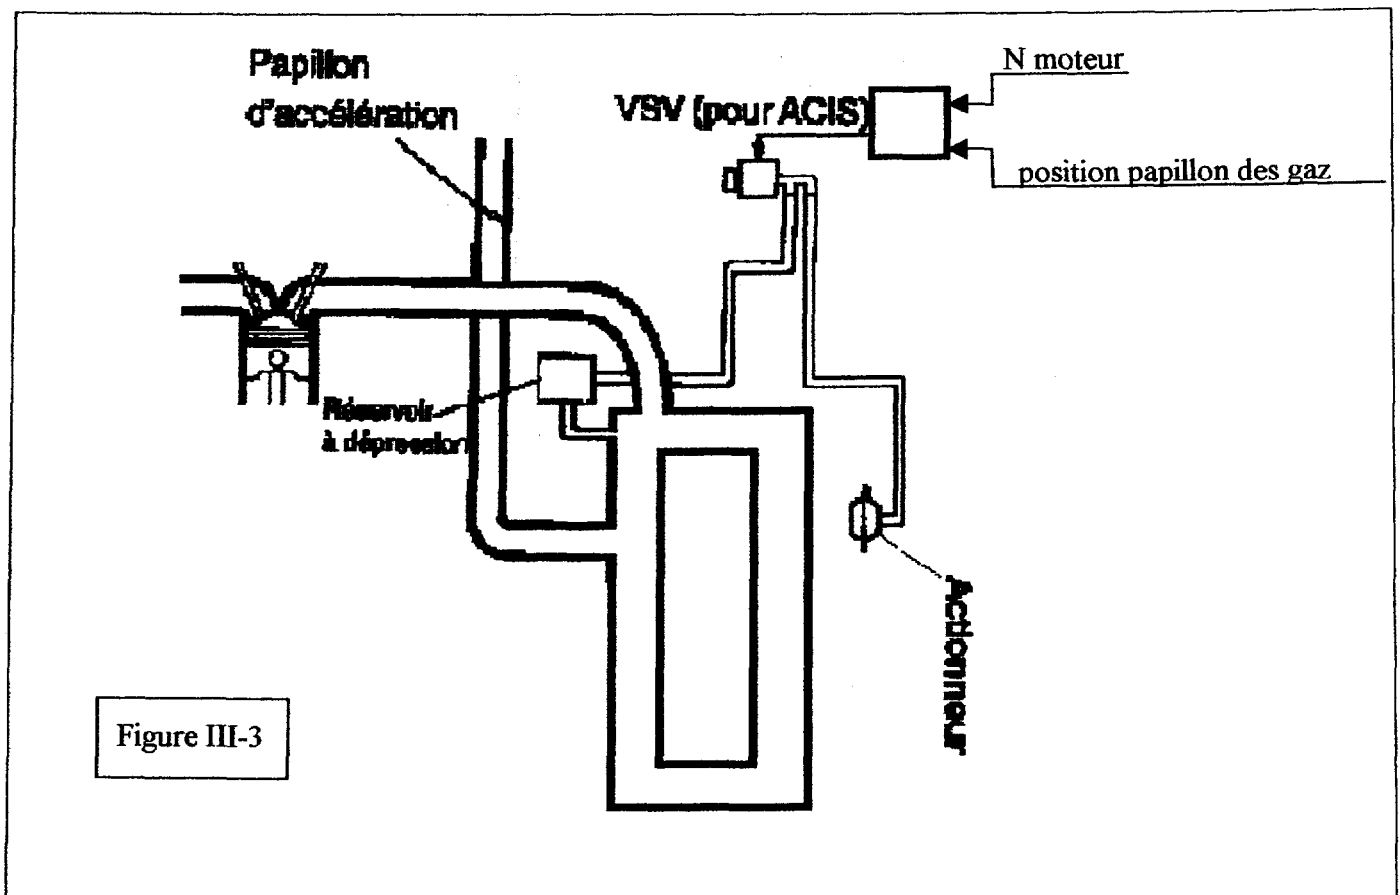 Papillon
d'accélération
VSV (pour ACIS)
N moteur
position papillon des gaz
Réservoir
à dépression
Actionneur
Figure III-3